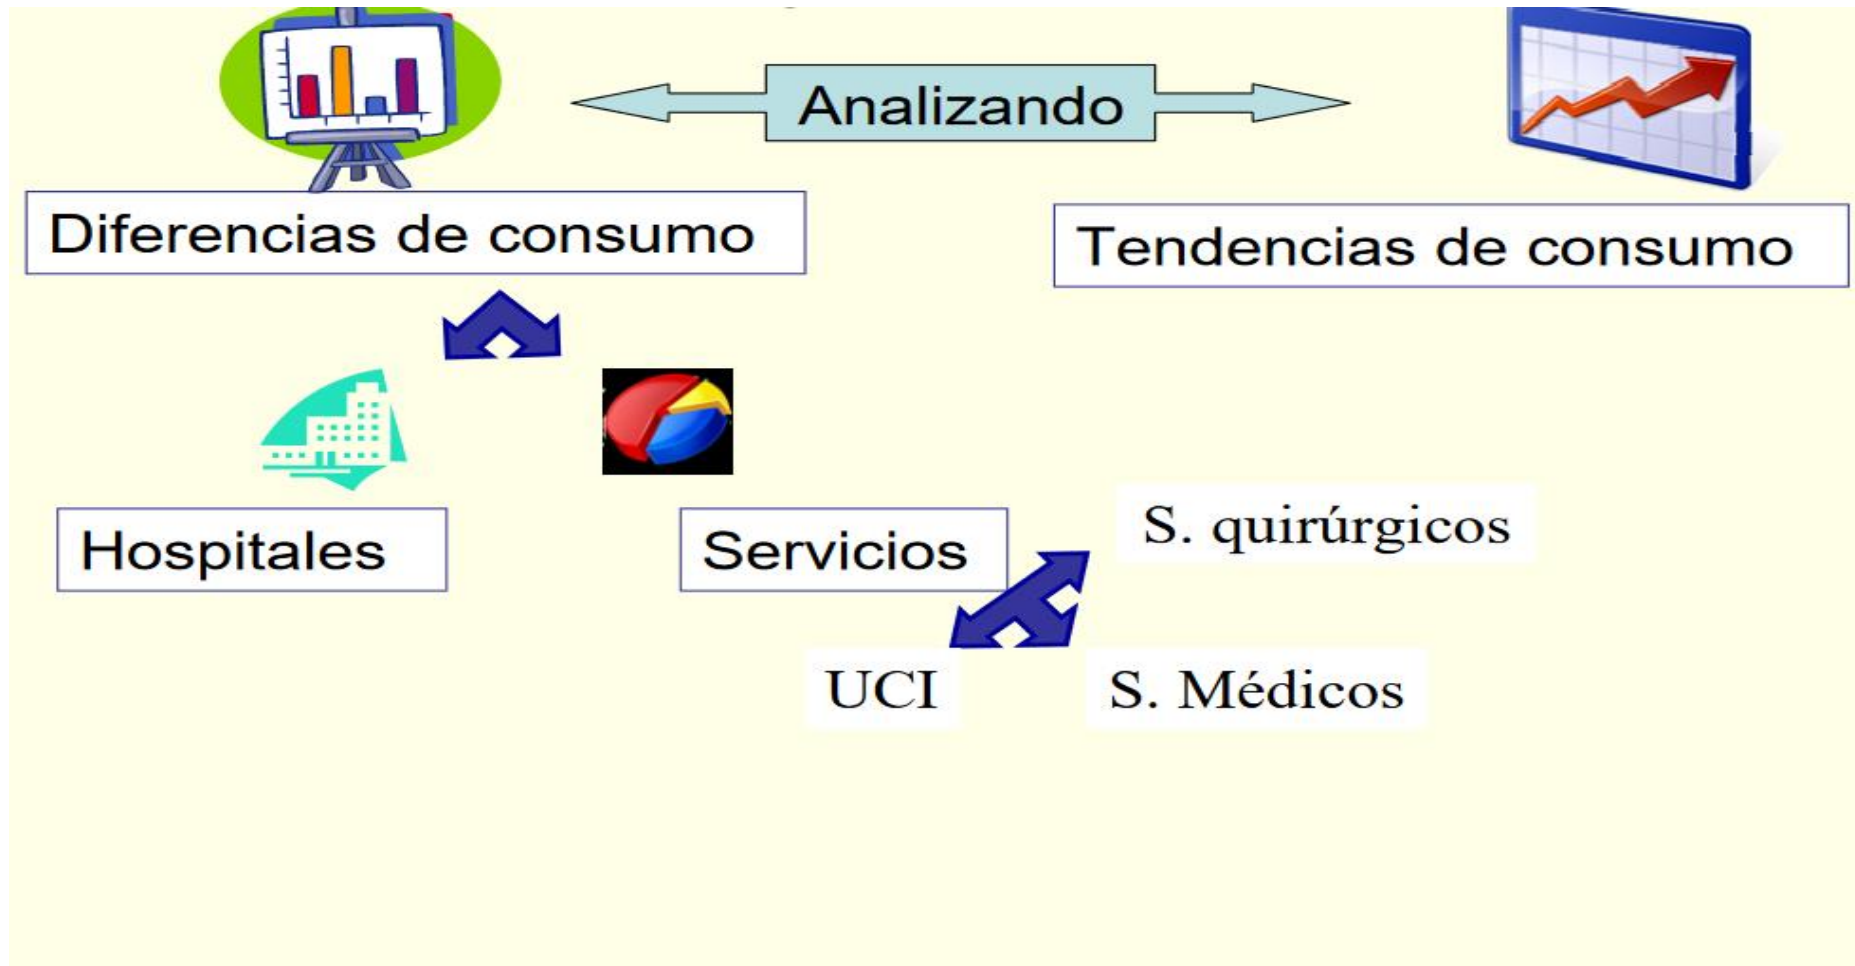 Analizando
Diferencias de consumo
Tendencias de consumo
Hospitales
Servicios
S. quirúrgicos
UCI
S. Médicos